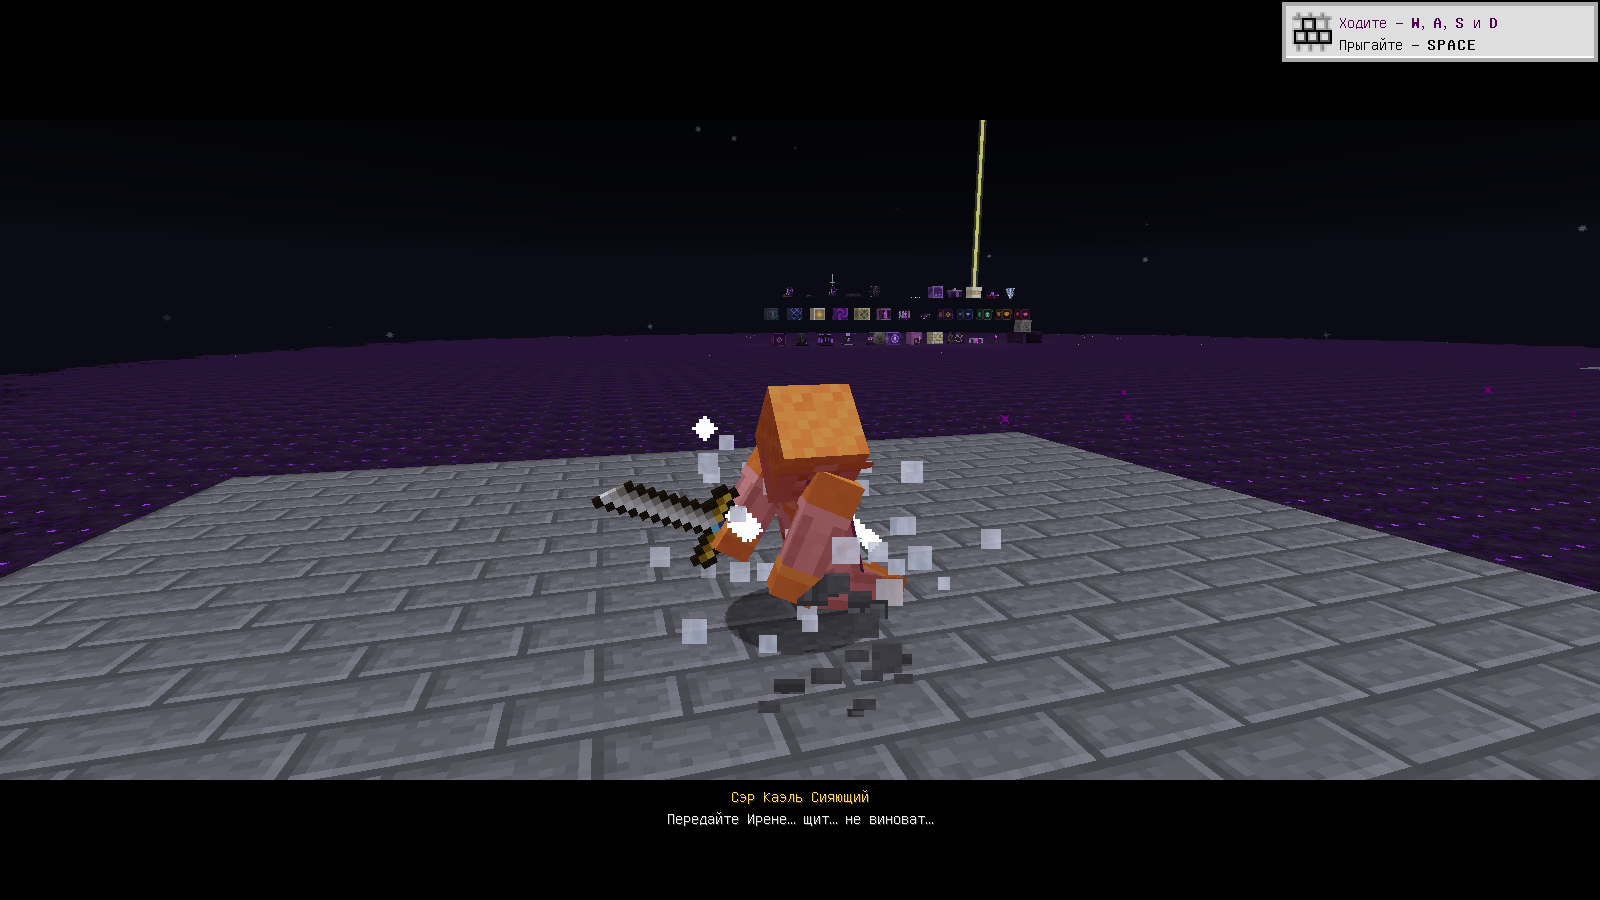 Ходите – W, A, S и D
Прыгайте – SPACE
Сэр Каэль Сияющий
Передайте Ирене… щит… не виноват…